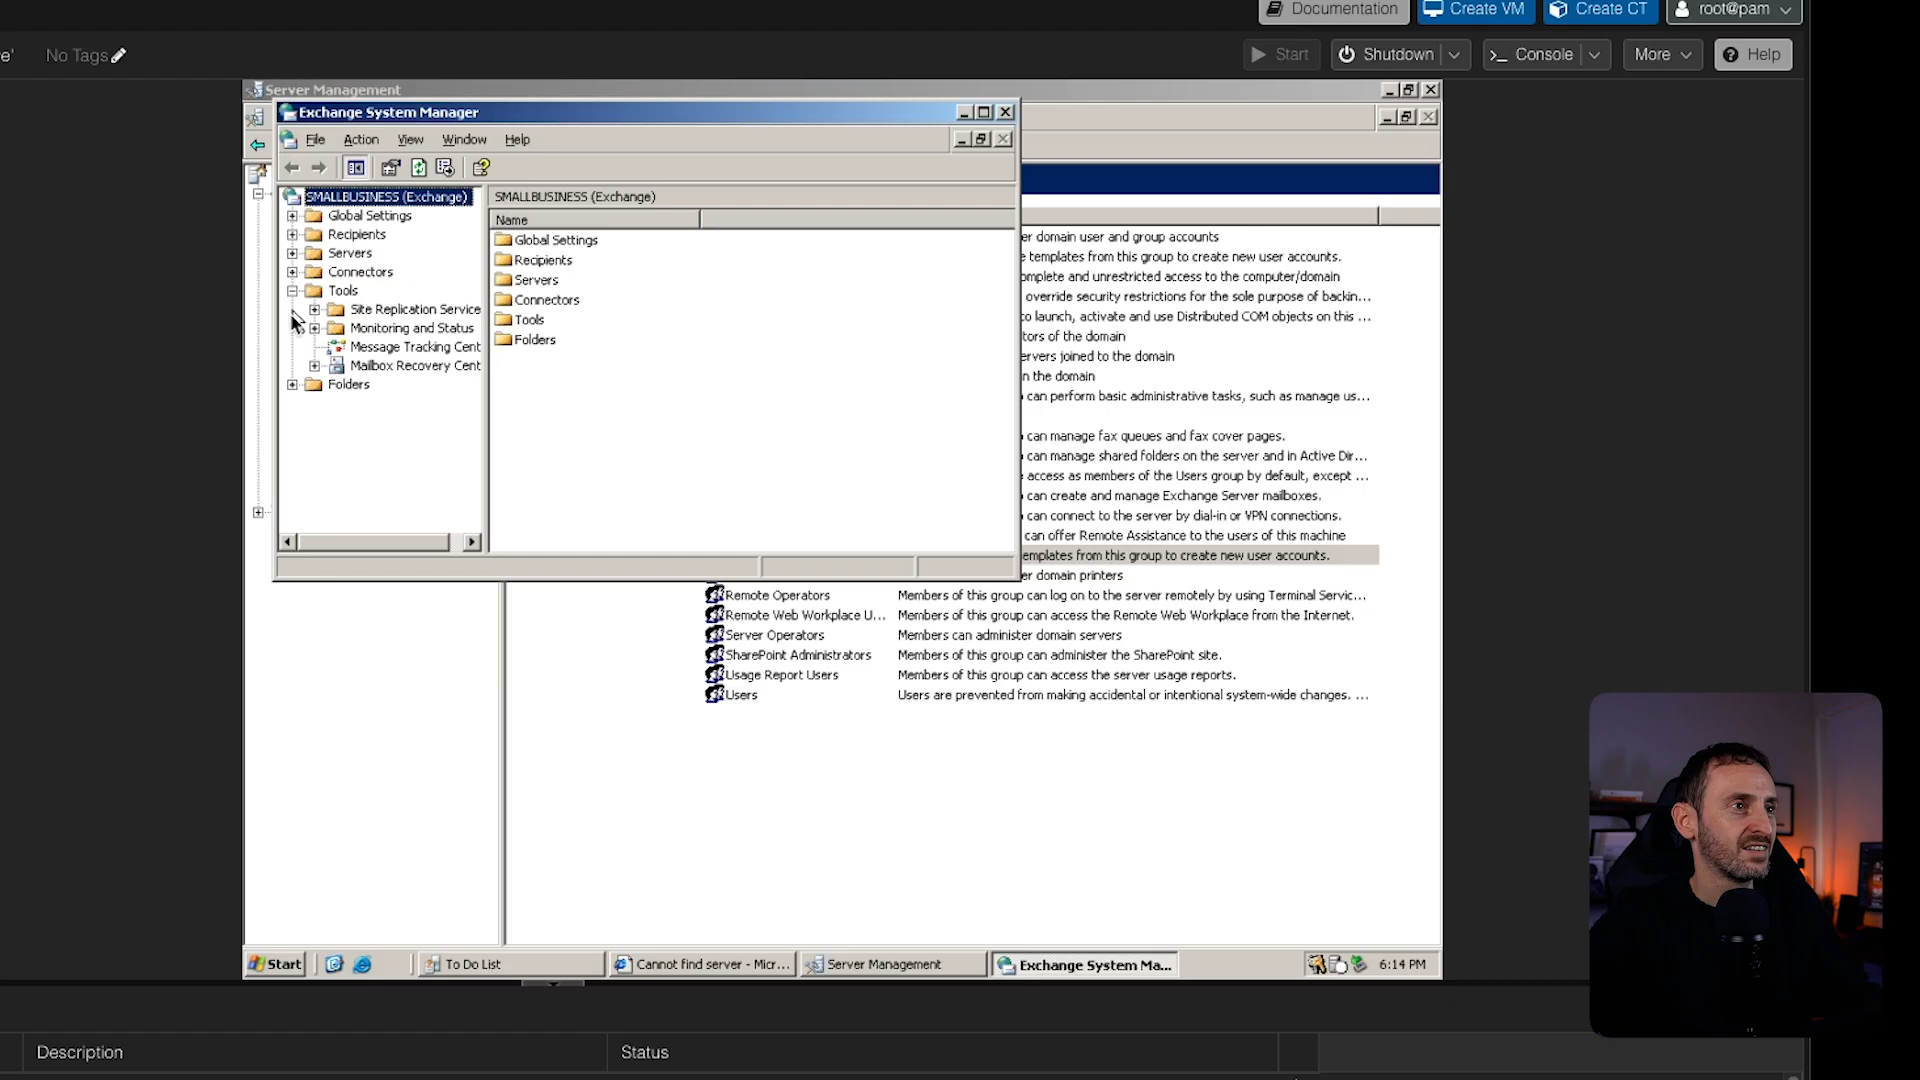 Documentation
Create VM
Create CT
root@pam
e'
No Tags
Start
Shutdown
Console
More
Help
Server Management
Exchange System Manager
File Action View Window Help
SMALLBUSINESS (Exchange)
Global Settings
Recipients
Servers
Connectors
Tools
Site Replication Service
Monitoring and Status
Message Tracking Cent
Mailbox Recovery Cent
Folders
SMALLBUSINESS (Exchange)
Name
Global Settings
Recipients
Servers
Connectors
Tools
Folders
er domain user and group accounts
e templates from this group to create new user accounts.
omplete and unrestricted access to the computer/domain
override security restrictions for the sole purpose of backin...
to launch, activate and use Distributed COM objects on this ...
tors of the domain
ervers joined to the domain
n the domain
can perform basic administrative tasks, such as manage us...
can manage fax queues and fax cover pages.
can manage shared folders on the server and in Active Dir...
access as members of the Users group by default, except ...
can create and manage Exchange Server mailboxes.
can connect to the server by dial-in or VPN connections.
can offer Remote Assistance to the users of this machine
emplates from this group to create new user accounts.
er domain printers
Remote Operators Members of this group can log on to the server remotely by using Terminal Servic...
Remote Web Workplace U... Members of this group can access the Remote Web Workplace from the Internet.
Server Operators Members can administer domain servers
SharePoint Administrators Members of this group can administer the SharePoint site.
Usage Report Users Members of this group can access the server usage reports.
Users Users are prevented from making accidental or intentional system-wide changes. ...
Start
To Do List
Cannot find server - Micr...
Server Management
Exchange System Ma...
6:14 PM
Description
Status